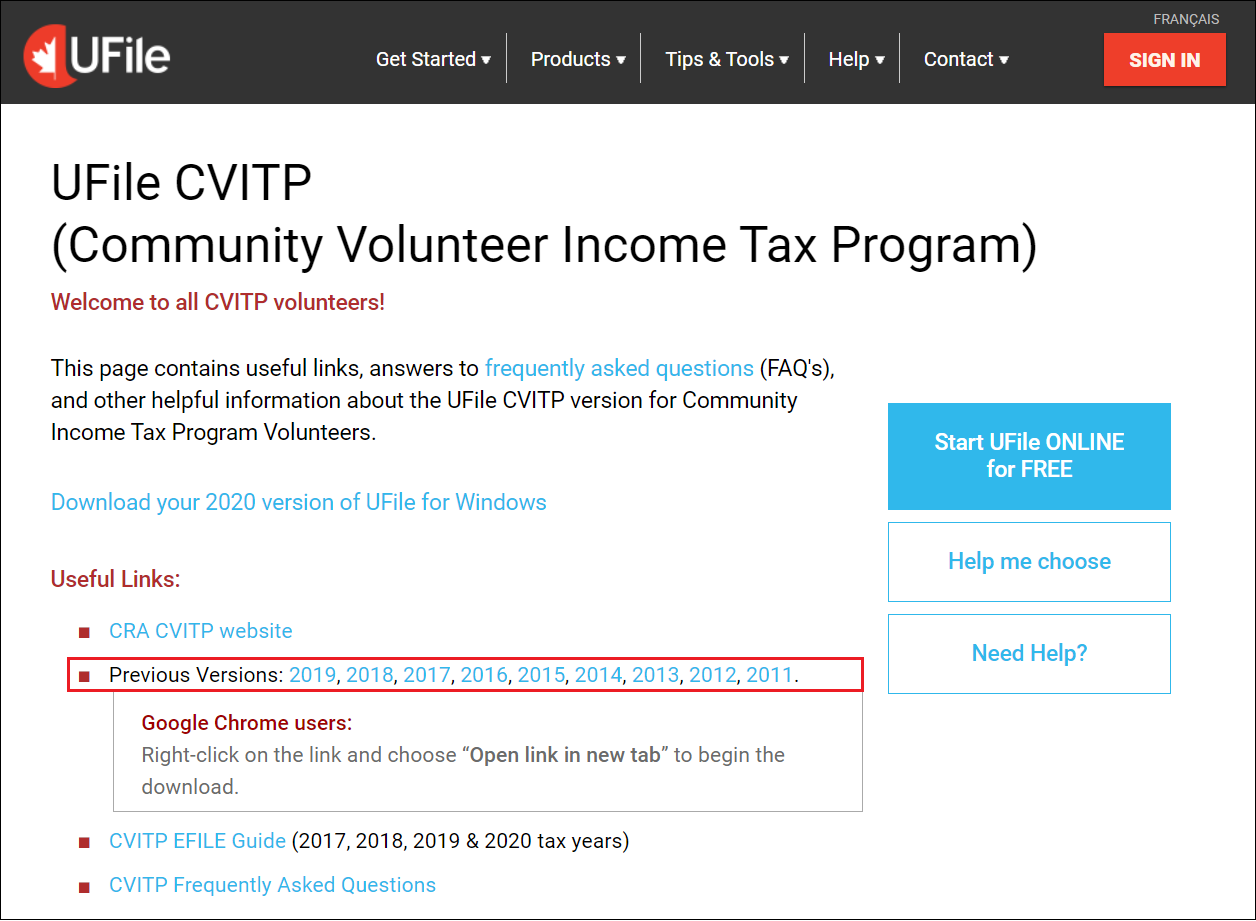 FRANÇAIS
UFile
Get Started ▾
Products ▾
Tips & Tools ▾
Help ▾
Contact ▾
SIGN IN
UFile CVITP
(Community Volunteer Income Tax Program)
Welcome to all CVITP volunteers!
This page contains useful links, answers to frequently asked questions (FAQ's),
and other helpful information about the UFile CVITP version for Community
Income Tax Program Volunteers.
Download your 2020 version of UFile for Windows
Start UFile ONLINE
for FREE
Help me choose
Need Help?
Useful Links:
CRA CVITP website
Previous Versions: 2019, 2018, 2017, 2016, 2015, 2014, 2013, 2012, 2011.
Google Chrome users:
Right-click on the link and choose “Open link in new tab” to begin the
download.
CVITP EFILE Guide (2017, 2018, 2019 & 2020 tax years)
CVITP Frequently Asked Questions